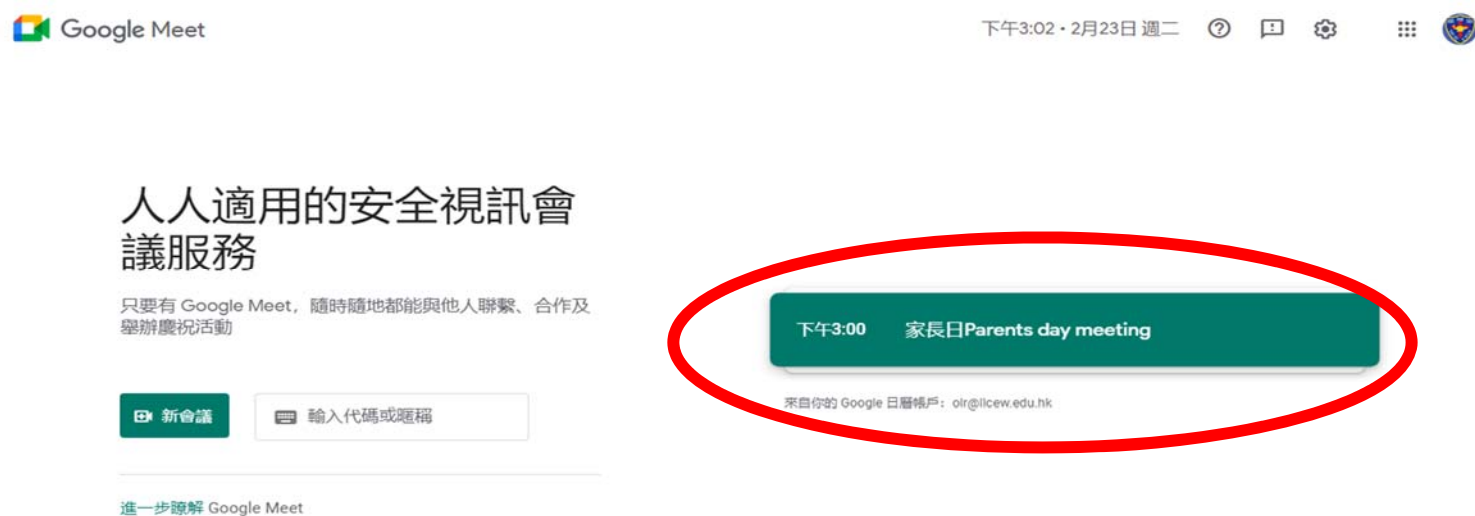 Google Meet
下午3:02 • 2月23日 週二
人人適用的安全視訊會
議服務
只要有 Google Meet，隨時隨地都能與他人聯繫、合作及
舉辦慶祝活動
新會議
輸入代碼或暱稱
進一步瞭解 Google Meet
下午3:00 家長日Parents day meeting
來自你的 Google 日曆帳戶：olr@llcew.edu.hk